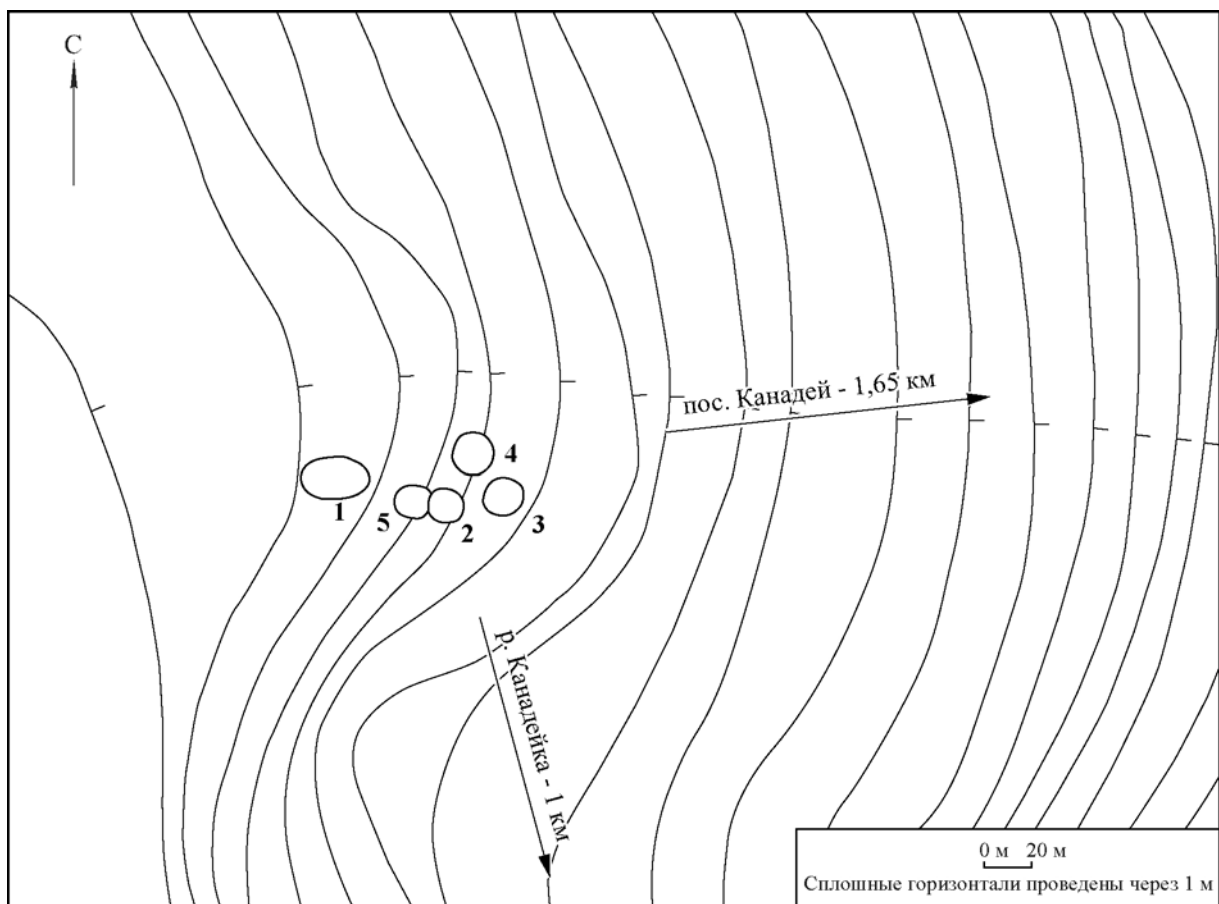 С
пос. Канадей - 1,65 км
4
1
5
2
3
р. Канадейка - 1 км
0 м 20 м
Сплошные горизонтали проведены через 1 м